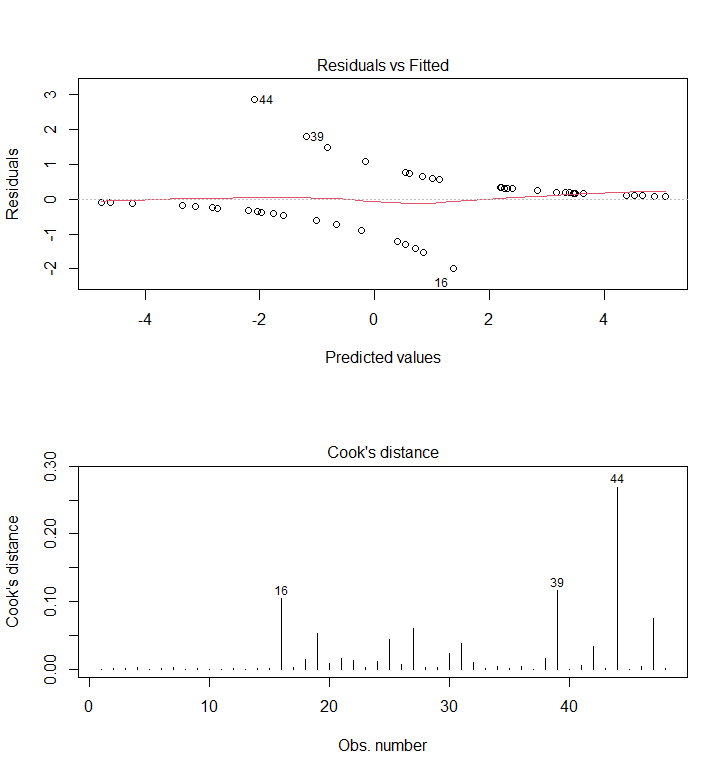 Residuals vs Fitted
Residuals
3
2
1
0
-1
-2
44
39
16
-4 -2 0 2 4
Predicted values
Cook's distance
Cook's distance
0.30
0.20
0.10
0.00
16
39
44
0 10 20 30 40
Obs. number